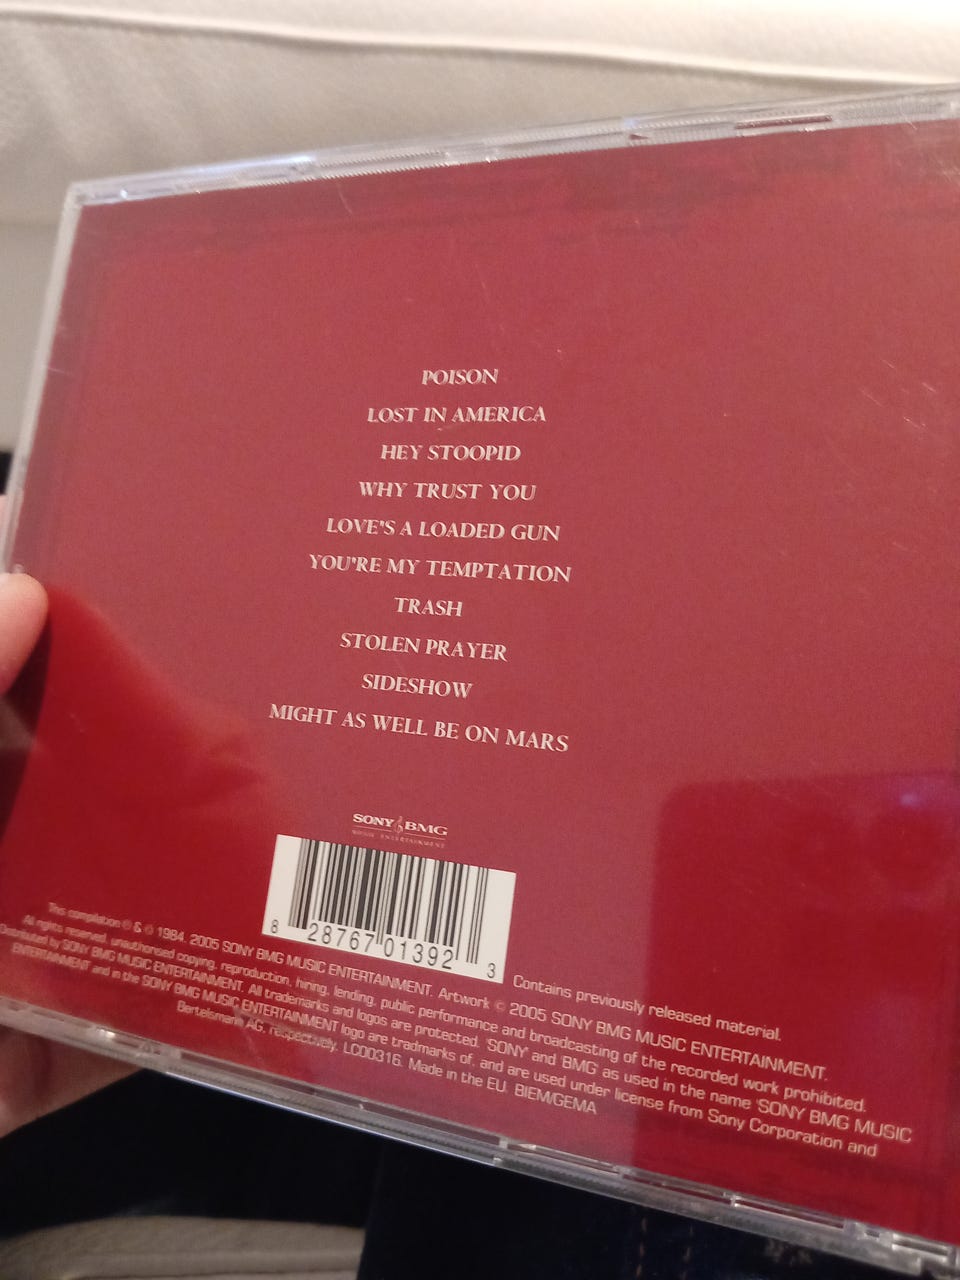 POISON
LOST IN AMERICA
HEY STOOPID
WHY TRUST YOU
LOVE'S A LOADED GUN
YOU'RE MY TEMPTATION
TRASH
STOLEN PRAYER
SIDESHOW
MIGHT AS WELL BE ON MARS
SONY BMG
MUSIC ENTERTAINMENT
8 28767 01392 3
Contains previously released material.
This compilation ℗ & © 1984, 2005 SONY BMG MUSIC ENTERTAINMENT. Artwork © 2005 SONY BMG MUSIC ENTERTAINMENT.
All rights reserved, unauthorised copying, reproduction, hiring, lending, public performance and broadcasting of the recorded work prohibited.
Distributed by SONY BMG MUSIC ENTERTAINMENT. All trademarks and logos are protected. 'SONY' and 'BMG' as used in the name 'SONY BMG MUSIC
ENTERTAINMENT and in the SONY BMG MUSIC ENTERTAINMENT logo are tradmarks of, and are used under license from Sony Corporation and
Bertelsmann AG, respectively. LC00316. Made in the EU. BIEM/GEMA